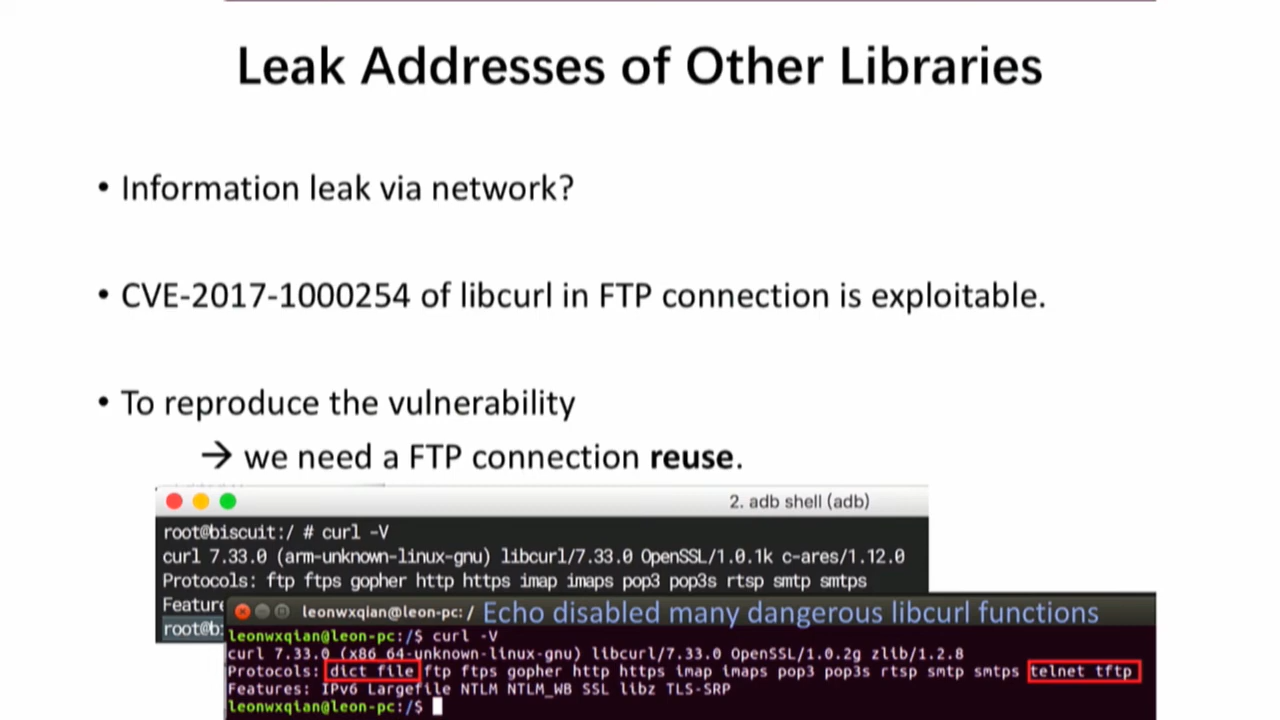 Leak Addresses of Other Libraries
• Information leak via network?
• CVE-2017-1000254 of libcurl in FTP connection is exploitable.
• To reproduce the vulnerability
→ we need a FTP connection reuse.
2. adb shell (adb)
root@biscuit:/ # curl -V
curl 7.33.0 (arm-unknown-linux-gnu) libcurl/7.33.0 OpenSSL/1.0.1k c-ares/1.12.0
Protocols: ftp ftps gopher http https imap imaps pop3 pop3s rtsp smtp smtps
Feature
root@b
leonwxqian@leon-pc: / Echo disabled many dangerous libcurl functions
leonwxqian@leon-pc:/$ curl -V
curl 7.33.0 (x86_64-unknown-linux-gnu) libcurl/7.33.0 OpenSSL/1.0.2g zlib/1.2.8
Protocols: dict file ftp ftps gopher http https imap imaps pop3 pop3s rtsp smtp smtps telnet tftp
Features: IPv6 Largefile NTLM NTLM_WB SSL libz TLS-SRP
leonwxqian@leon-pc:/$